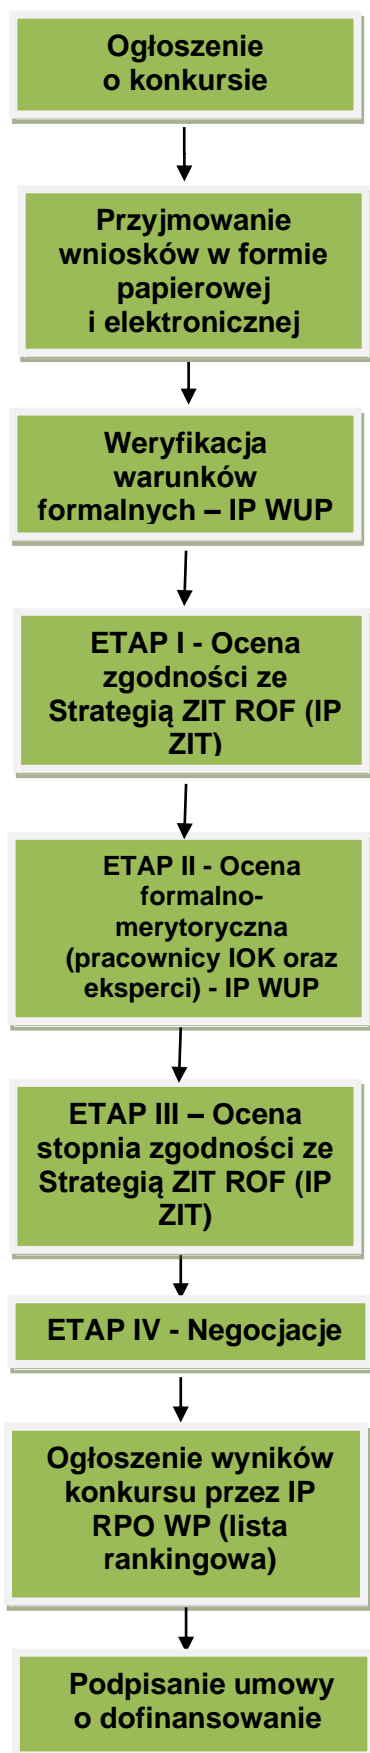 Ogłoszenie
o konkursie
Przyjmowanie
wniosków w formie
papierowej
i elektronicznej
Weryfikacja
warunków
formalnych – IP WUP
ETAP I - Ocena
zgodności ze
Strategią ZIT ROF (IP
ZIT)
ETAP II - Ocena
formalno-
merytoryczna
(pracownicy IOK oraz
eksperci) - IP WUP
ETAP III – Ocena
stopnia zgodności ze
Strategią ZIT ROF (IP
ZIT)
ETAP IV - Negocjacje
Ogłoszenie wyników
konkursu przez IP
RPO WP (lista
rankingowa)
Podpisanie umowy
o dofinansowanie